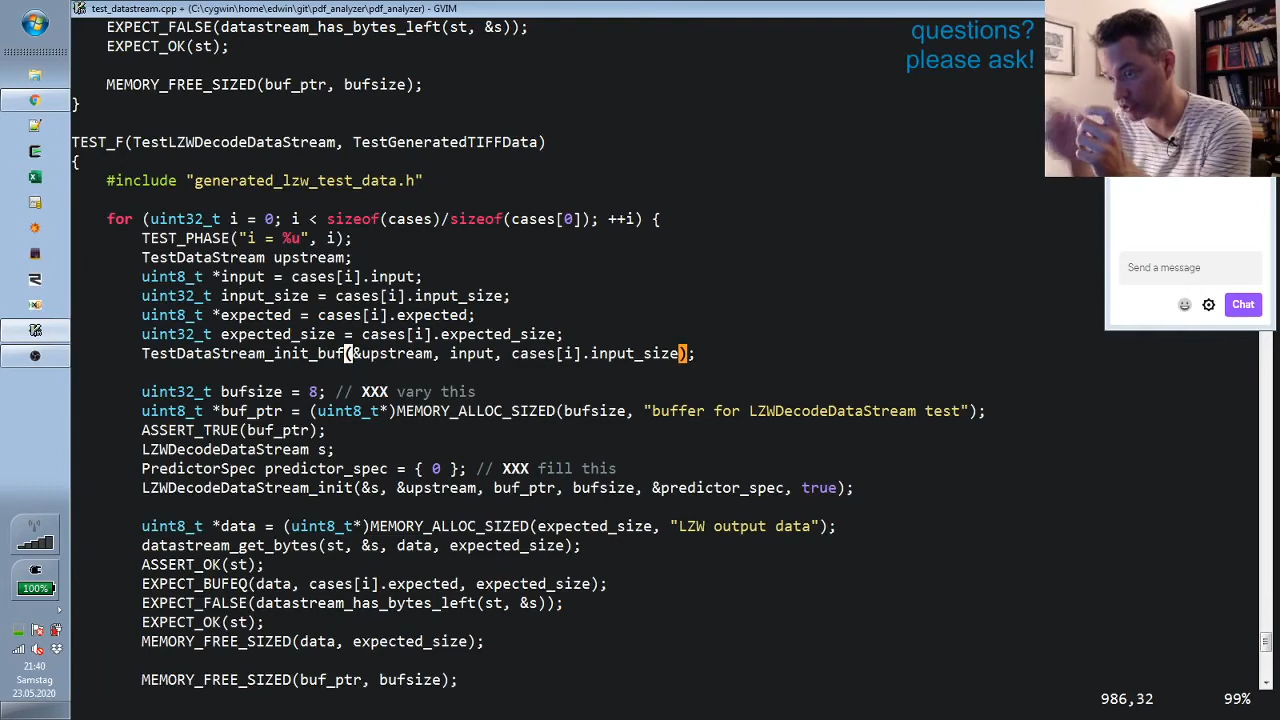 test_datastream.cpp + (C:\cygwin\home\edwin\git\pdf_analyzer\pdf_analyzer) - GVIM
EXPECT_FALSE(datastream_has_bytes_left(st, &s));
EXPECT_OK(st);
MEMORY_FREE_SIZED(buf_ptr, bufsize);
}
TEST_F(TestLZWDecodeDataStream, TestGeneratedTIFFData)
{
#include "generated_lzw_test_data.h"
for (uint32_t i = 0; i < sizeof(cases)/sizeof(cases[0]); ++i) {
TEST_PHASE("i = %u", i);
TestDataStream upstream;
uint8_t *input = cases[i].input;
uint32_t input_size = cases[i].input_size;
uint8_t *expected = cases[i].expected;
uint32_t expected_size = cases[i].expected_size;
TestDataStream_init_buf(&upstream, input, cases[i].input_size);
uint32_t bufsize = 8; // XXX vary this
uint8_t *buf_ptr = (uint8_t*)MEMORY_ALLOC_SIZED(bufsize, "buffer for LZWDecodeDataStream test");
ASSERT_TRUE(buf_ptr);
LZWDecodeDataStream s;
PredictorSpec predictor_spec = { 0 }; // XXX fill this
LZWDecodeDataStream_init(&s, &upstream, buf_ptr, bufsize, &predictor_spec, true);
uint8_t *data = (uint8_t*)MEMORY_ALLOC_SIZED(expected_size, "LZW output data");
datastream_get_bytes(st, &s, data, expected_size);
ASSERT_OK(st);
EXPECT_BUFEQ(data, cases[i].expected, expected_size);
EXPECT_FALSE(datastream_has_bytes_left(st, &s));
EXPECT_OK(st);
MEMORY_FREE_SIZED(data, expected_size);
MEMORY_FREE_SIZED(buf_ptr, bufsize);
986,32 99%
questions?
please ask!
Send a message
Chat
100%
21:40
Samstag
23.05.2020